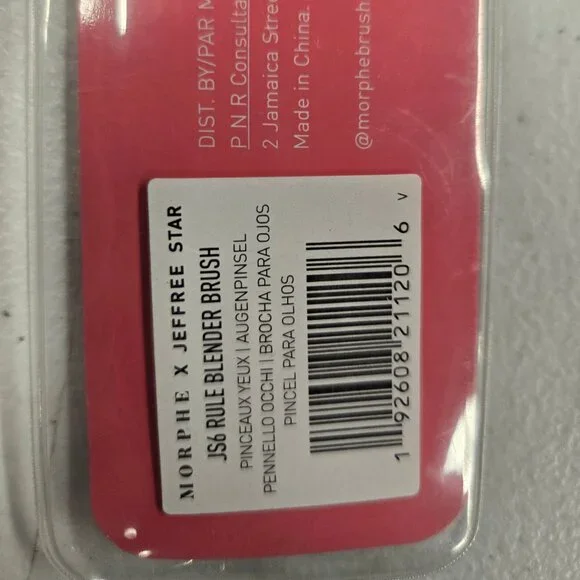 DIST. BY/PAR M
P N R Consulta
2 Jamaica Stree
Made in China.
@morphebrush
MORPHE X JEFFREE STAR
JS6 RULE BLENDER BRUSH
PINCEAUX YEUX | AUGENPINSEL
PENNELLO OCCHI | BROCHA PARA OJOS
PINCEL PARA OLHOS
1 92608 21120 6
V